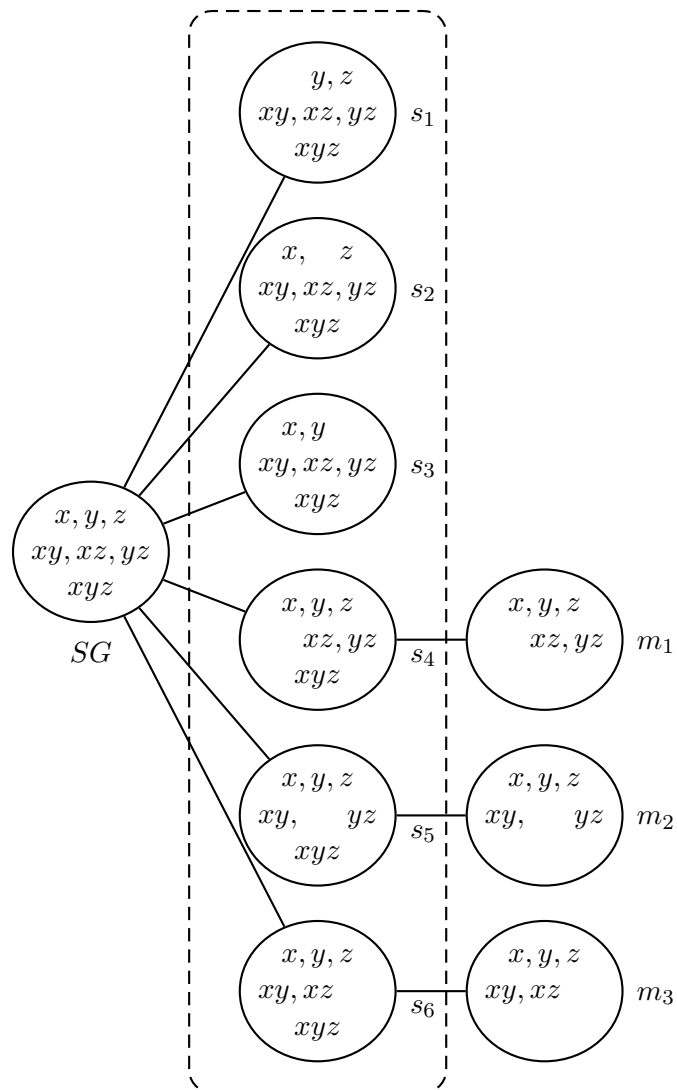 y, z
xy, xz, yz
xyz
s₁
x, z
xy, xz, yz
xyz
s₂
x, y
xy, xz, yz
xyz
s₃
x, y, z
xy, xz, yz
xyz
SG
x, y, z
xz, yz
xyz
s₄
x, y, z
xz, yz
m₁
x, y, z
xy, yz
xyz
s₅
x, y, z
xy, yz
m₂
x, y, z
xy, xz
xyz
s₆
x, y, z
xy, xz
m₃